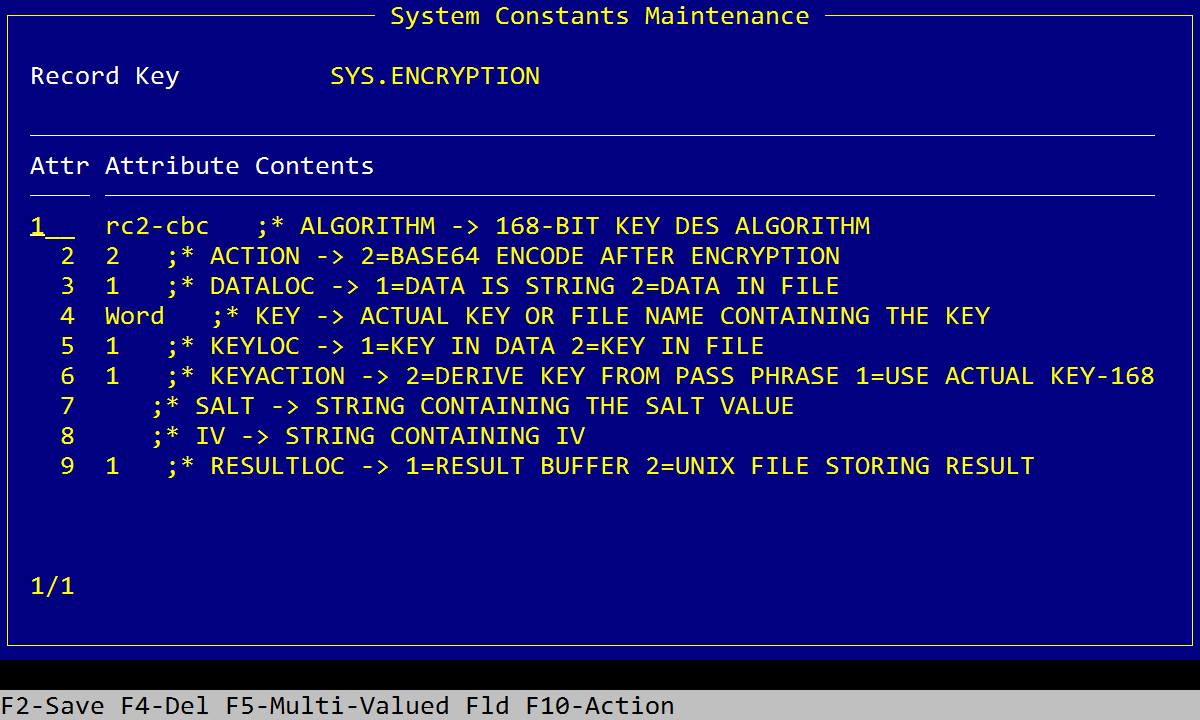 System Constants Maintenance
Record Key SYS.ENCRYPTION
Attr Attribute Contents
1__ rc2-cbc ;* ALGORITHM -> 168-BIT KEY DES ALGORITHM
2 2 ;* ACTION -> 2=BASE64 ENCODE AFTER ENCRYPTION
3 1 ;* DATALOC -> 1=DATA IS STRING 2=DATA IN FILE
4 Word ;* KEY -> ACTUAL KEY OR FILE NAME CONTAINING THE KEY
5 1 ;* KEYLOC -> 1=KEY IN DATA 2=KEY IN FILE
6 1 ;* KEYACTION -> 2=DERIVE KEY FROM PASS PHRASE 1=USE ACTUAL KEY-168
7 ;* SALT -> STRING CONTAINING THE SALT VALUE
8 ;* IV -> STRING CONTAINING IV
9 1 ;* RESULTLOC -> 1=RESULT BUFFER 2=UNIX FILE STORING RESULT
1/1
F2-Save F4-Del F5-Multi-Valued Fld F10-Action